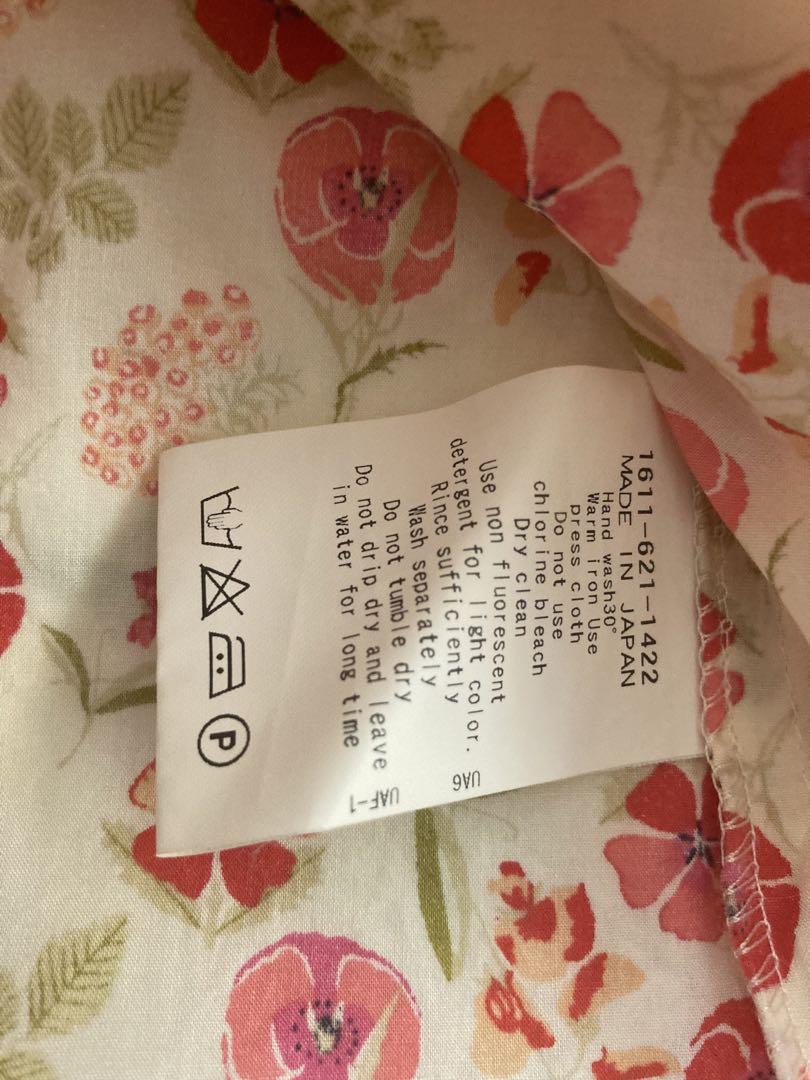 1611-621-1422
MADE IN JAPAN
Hand wash30°
Warm iron Use
press cloth
Do not use
chlorine bleach
Dry clean
Use non fluorescent
detergent for light color.
Rince sufficiently
Wash separately
Do not tumble dry
Do not drip dry and leave
in water for long time
UA6
UAF-1
P